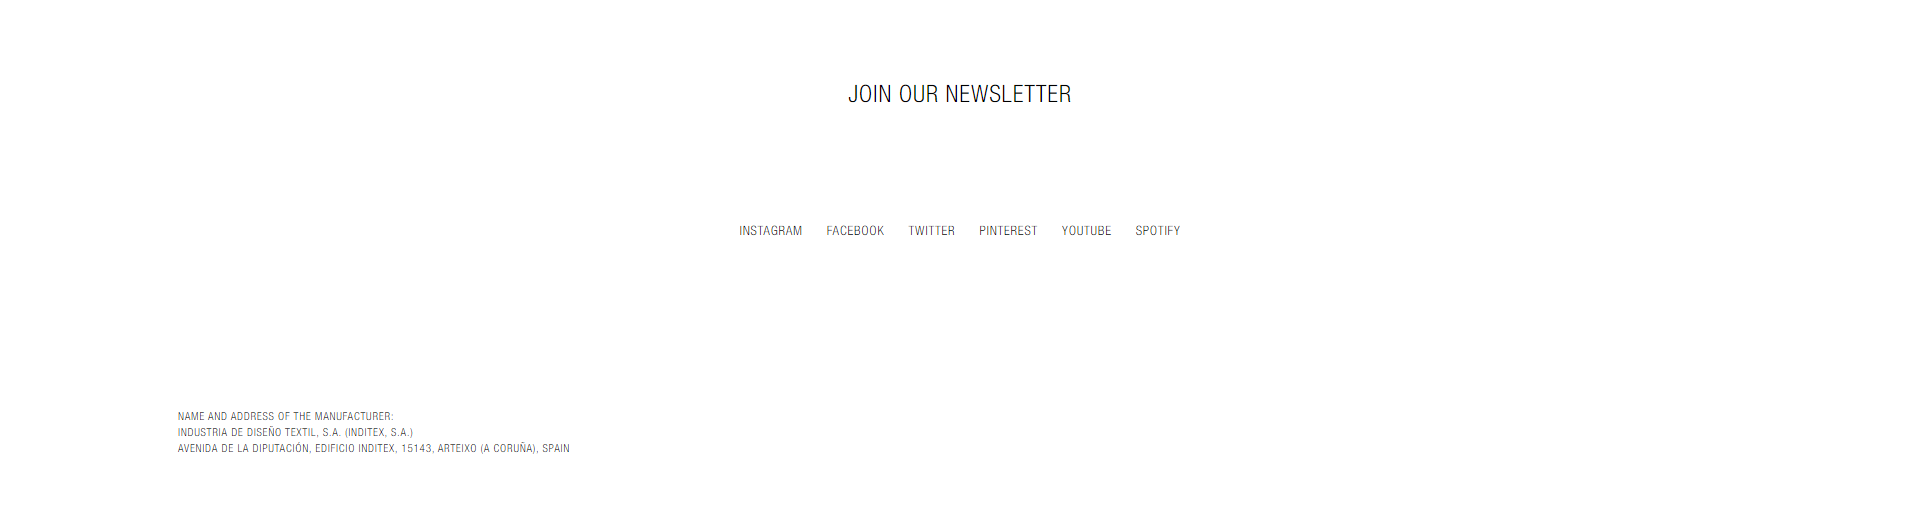 JOIN OUR NEWSLETTER
INSTAGRAM FACEBOOK TWITTER PINTEREST YOUTUBE SPOTIFY
NAME AND ADDRESS OF THE MANUFACTURER:
INDUSTRIA DE DISEÑO TEXTIL, S.A. (INDITEX, S.A.)
AVENIDA DE LA DIPUTACIÓN, EDIFICIO INDITEX, 15143, ARTEIXO (A CORUÑA), SPAIN